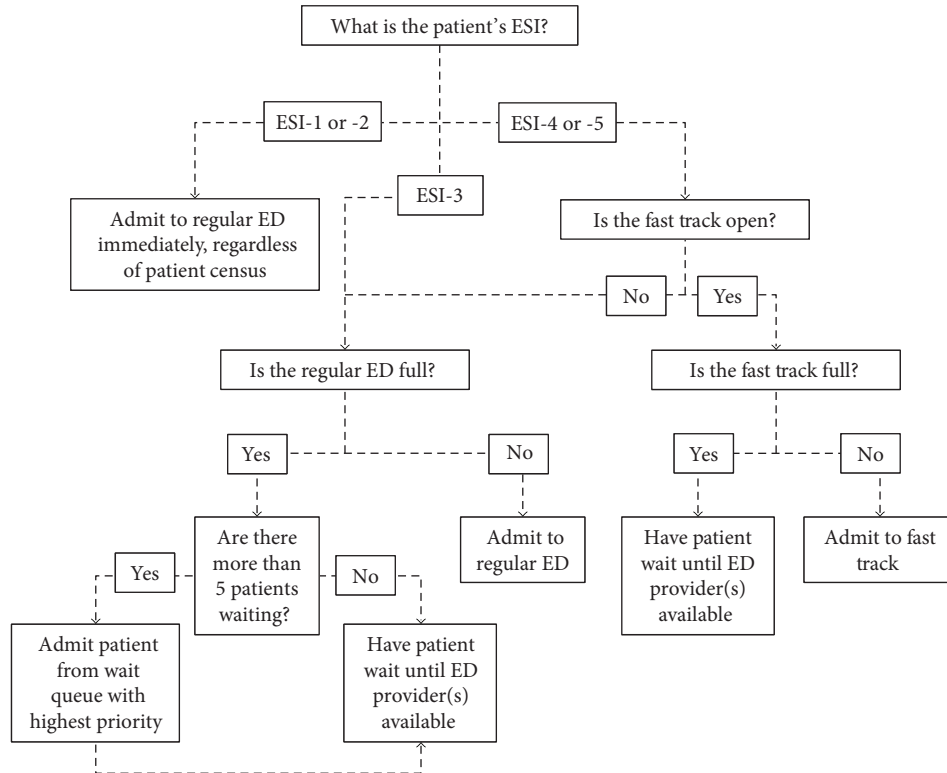 What is the patient’s ESI?
ESI-1 or -2
ESI-4 or -5
ESI-3
Admit to regular ED
immediately, regardless
of patient census
Is the fast track open?
No
Yes
Is the regular ED full?
Is the fast track full?
Yes
No
Yes
No
Are there
more than
5 patients
waiting?
Admit to
regular ED
Have patient
wait until ED
provider(s)
available
Admit to fast
track
Yes
No
Admit patient
from wait
queue with
highest priority
Have patient
wait until ED
provider(s)
available